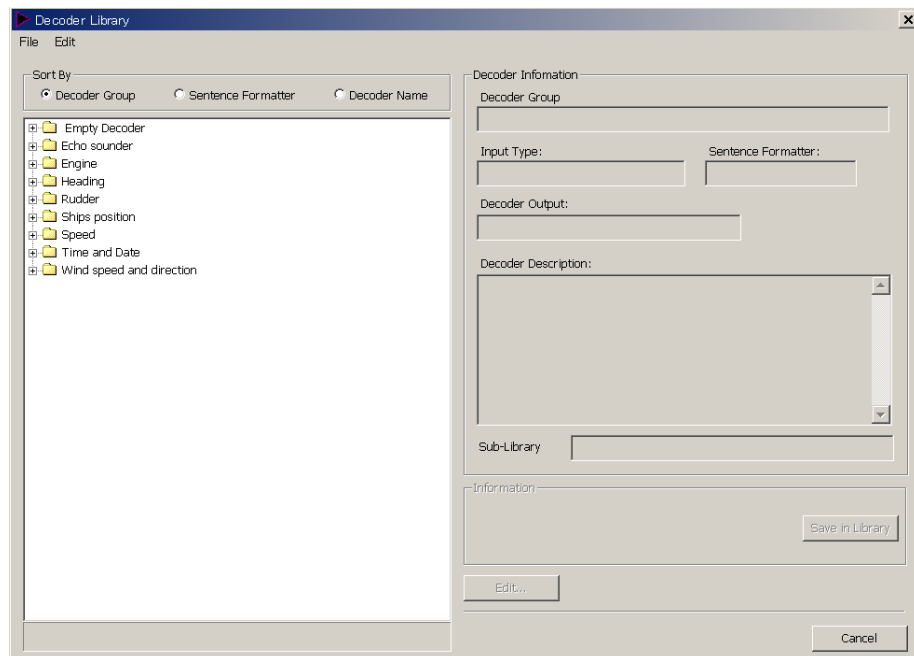 Decoder Library
File Edit
Sort By
Decoder Group Sentence Formatter Decoder Name
Empty Decoder
Echo sounder
Engine
Heading
Rudder
Ships position
Speed
Time and Date
Wind speed and direction
Decoder Infomation
Decoder Group
Input Type: Sentence Formatter:
Decoder Output:
Decoder Description:
Sub-Library
Information
Save in Library
Edit...
Cancel